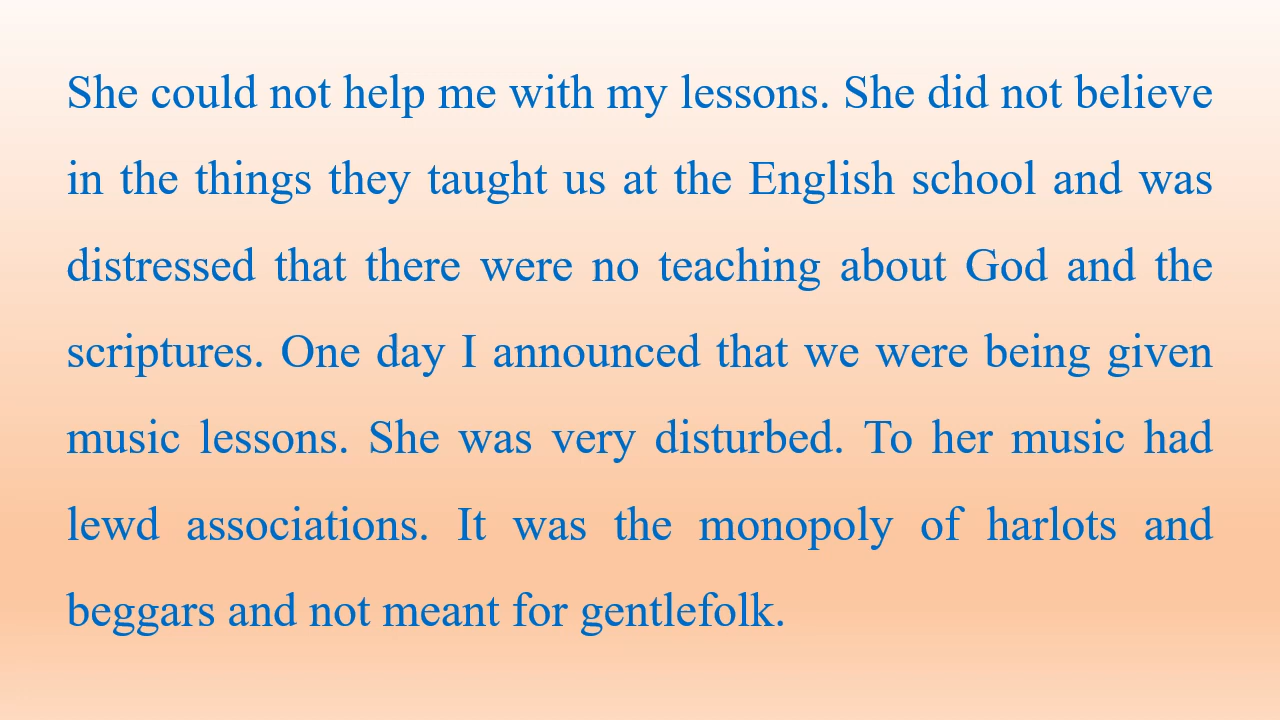 She could not help me with my lessons. She did not believe
in the things they taught us at the English school and was
distressed that there were no teaching about God and the
scriptures. One day I announced that we were being given
music lessons. She was very disturbed. To her music had
lewd associations. It was the monopoly of harlots and
beggars and not meant for gentlefolk.